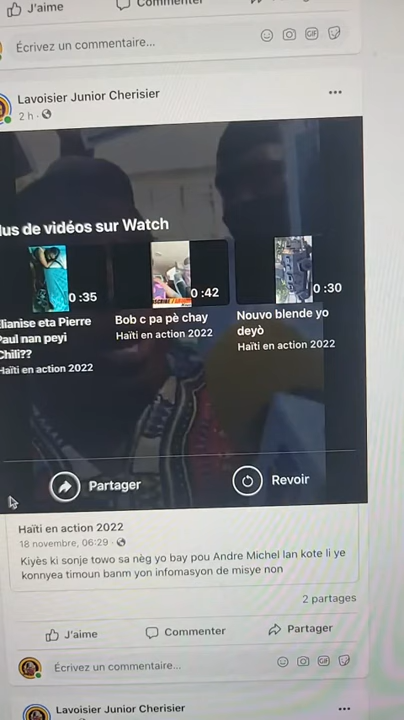 J'aime
Commenter
Écrivez un commentaire...
Lavoisier Junior Cherisier
2 h
lus de vidéos sur Watch
0:35
0:42
0:30
lianise eta Pierre
Paul nan peyi
Chili??
Haïti en action 2022
Bob c pa pè chay
Haïti en action 2022
Nouvo blende yo
deyò
Haïti en action 2022
Partager
Revoir
Haïti en action 2022
18 novembre, 06:29
Kiyès ki sonje towo sa nèg yo bay pou Andre Michel lan kote li ye
konnyea timoun banm yon infomasyon de misye non
2 partages
J'aime
Commenter
Partager
Écrivez un commentaire...
Lavoisier Junior Cherisier